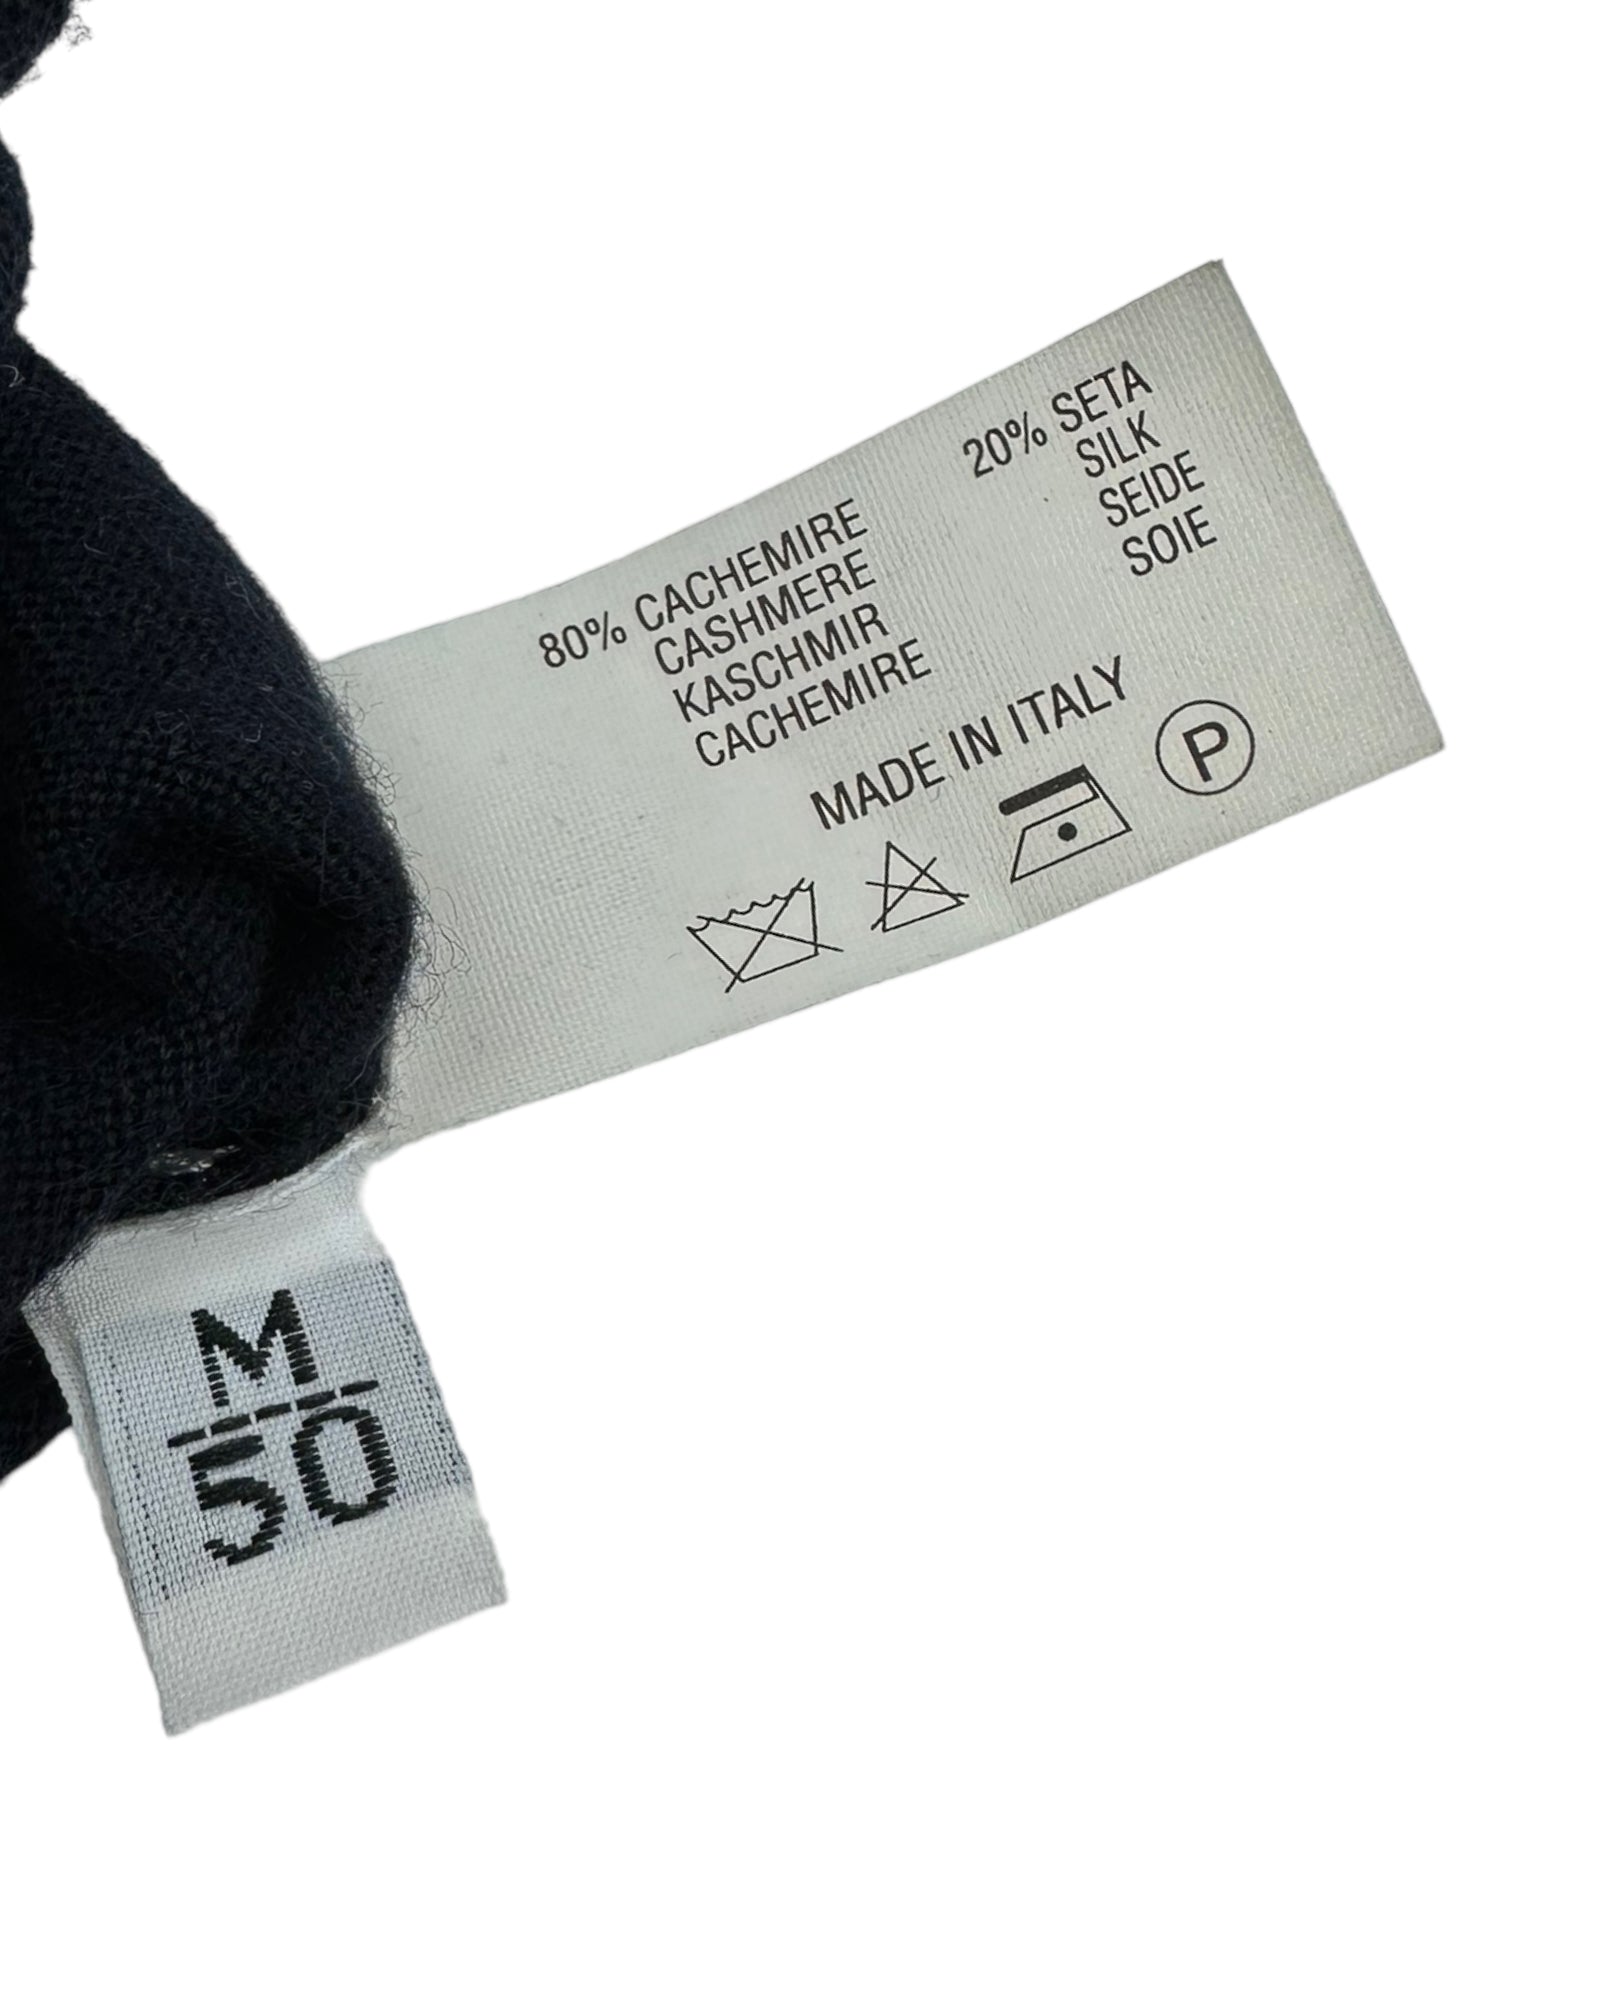 80% CACHEMIRE
CASHMERE
KASCHMIR
CACHEMIRE
20% SETA
SILK
SEIDE
SOIE
MADE IN ITALY
P
M
50